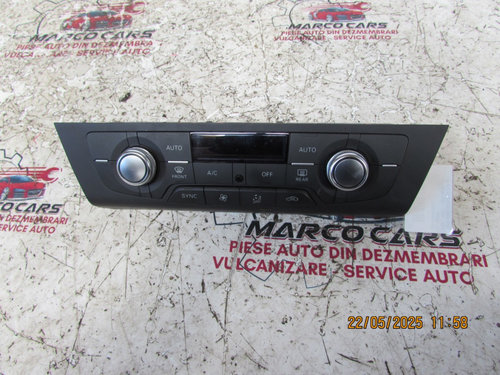 MARCO CARS
PIESE AUTO DIN DEZMEMBRARI
VULCANIZARE - SERVICE AUTO
MARCO CARS
PIESE AUTO DIN DEZMEMBRARI
VULCANIZARE SERVICE AUTO
AUTO
AUTO
FRONT
A/C
OFF
REAR
SYNC
MARCO CARS
PIESE AUTO DIN DEZMEMBRARI
VULCANIZARE - SERVICE AUTO
22/05/2025 11:58